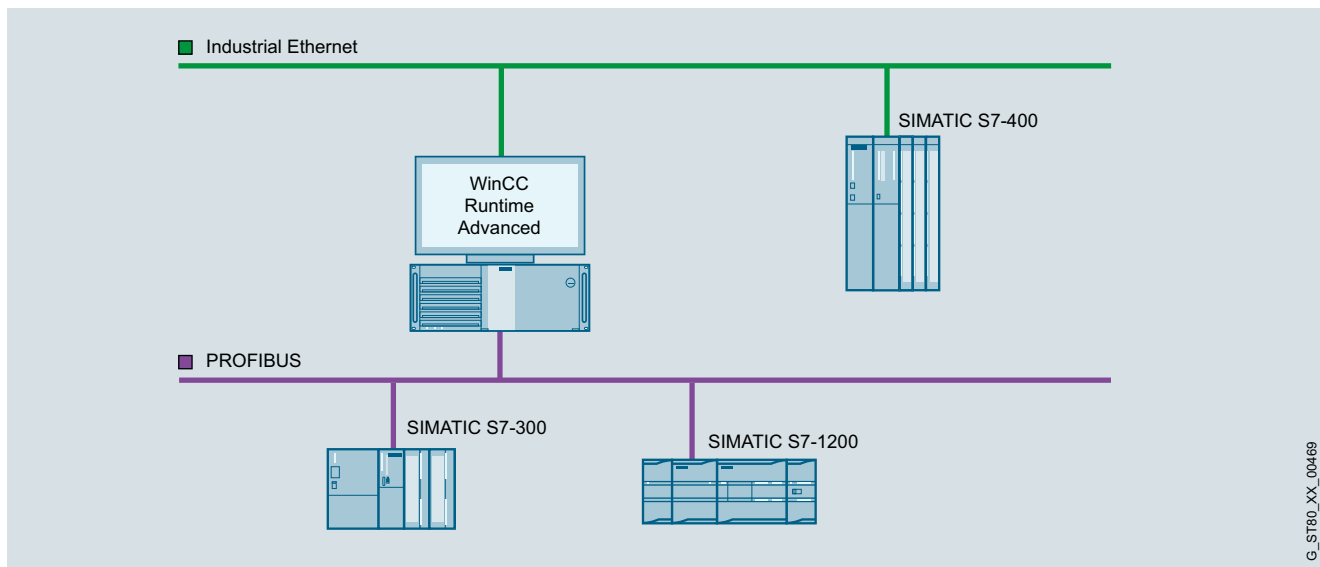 Industrial Ethernet
SIMATIC S7-400
WinCC
Runtime
Advanced
PROFIBUS
SIMATIC S7-300
SIMATIC S7-1200
G_ST80_XX_00469